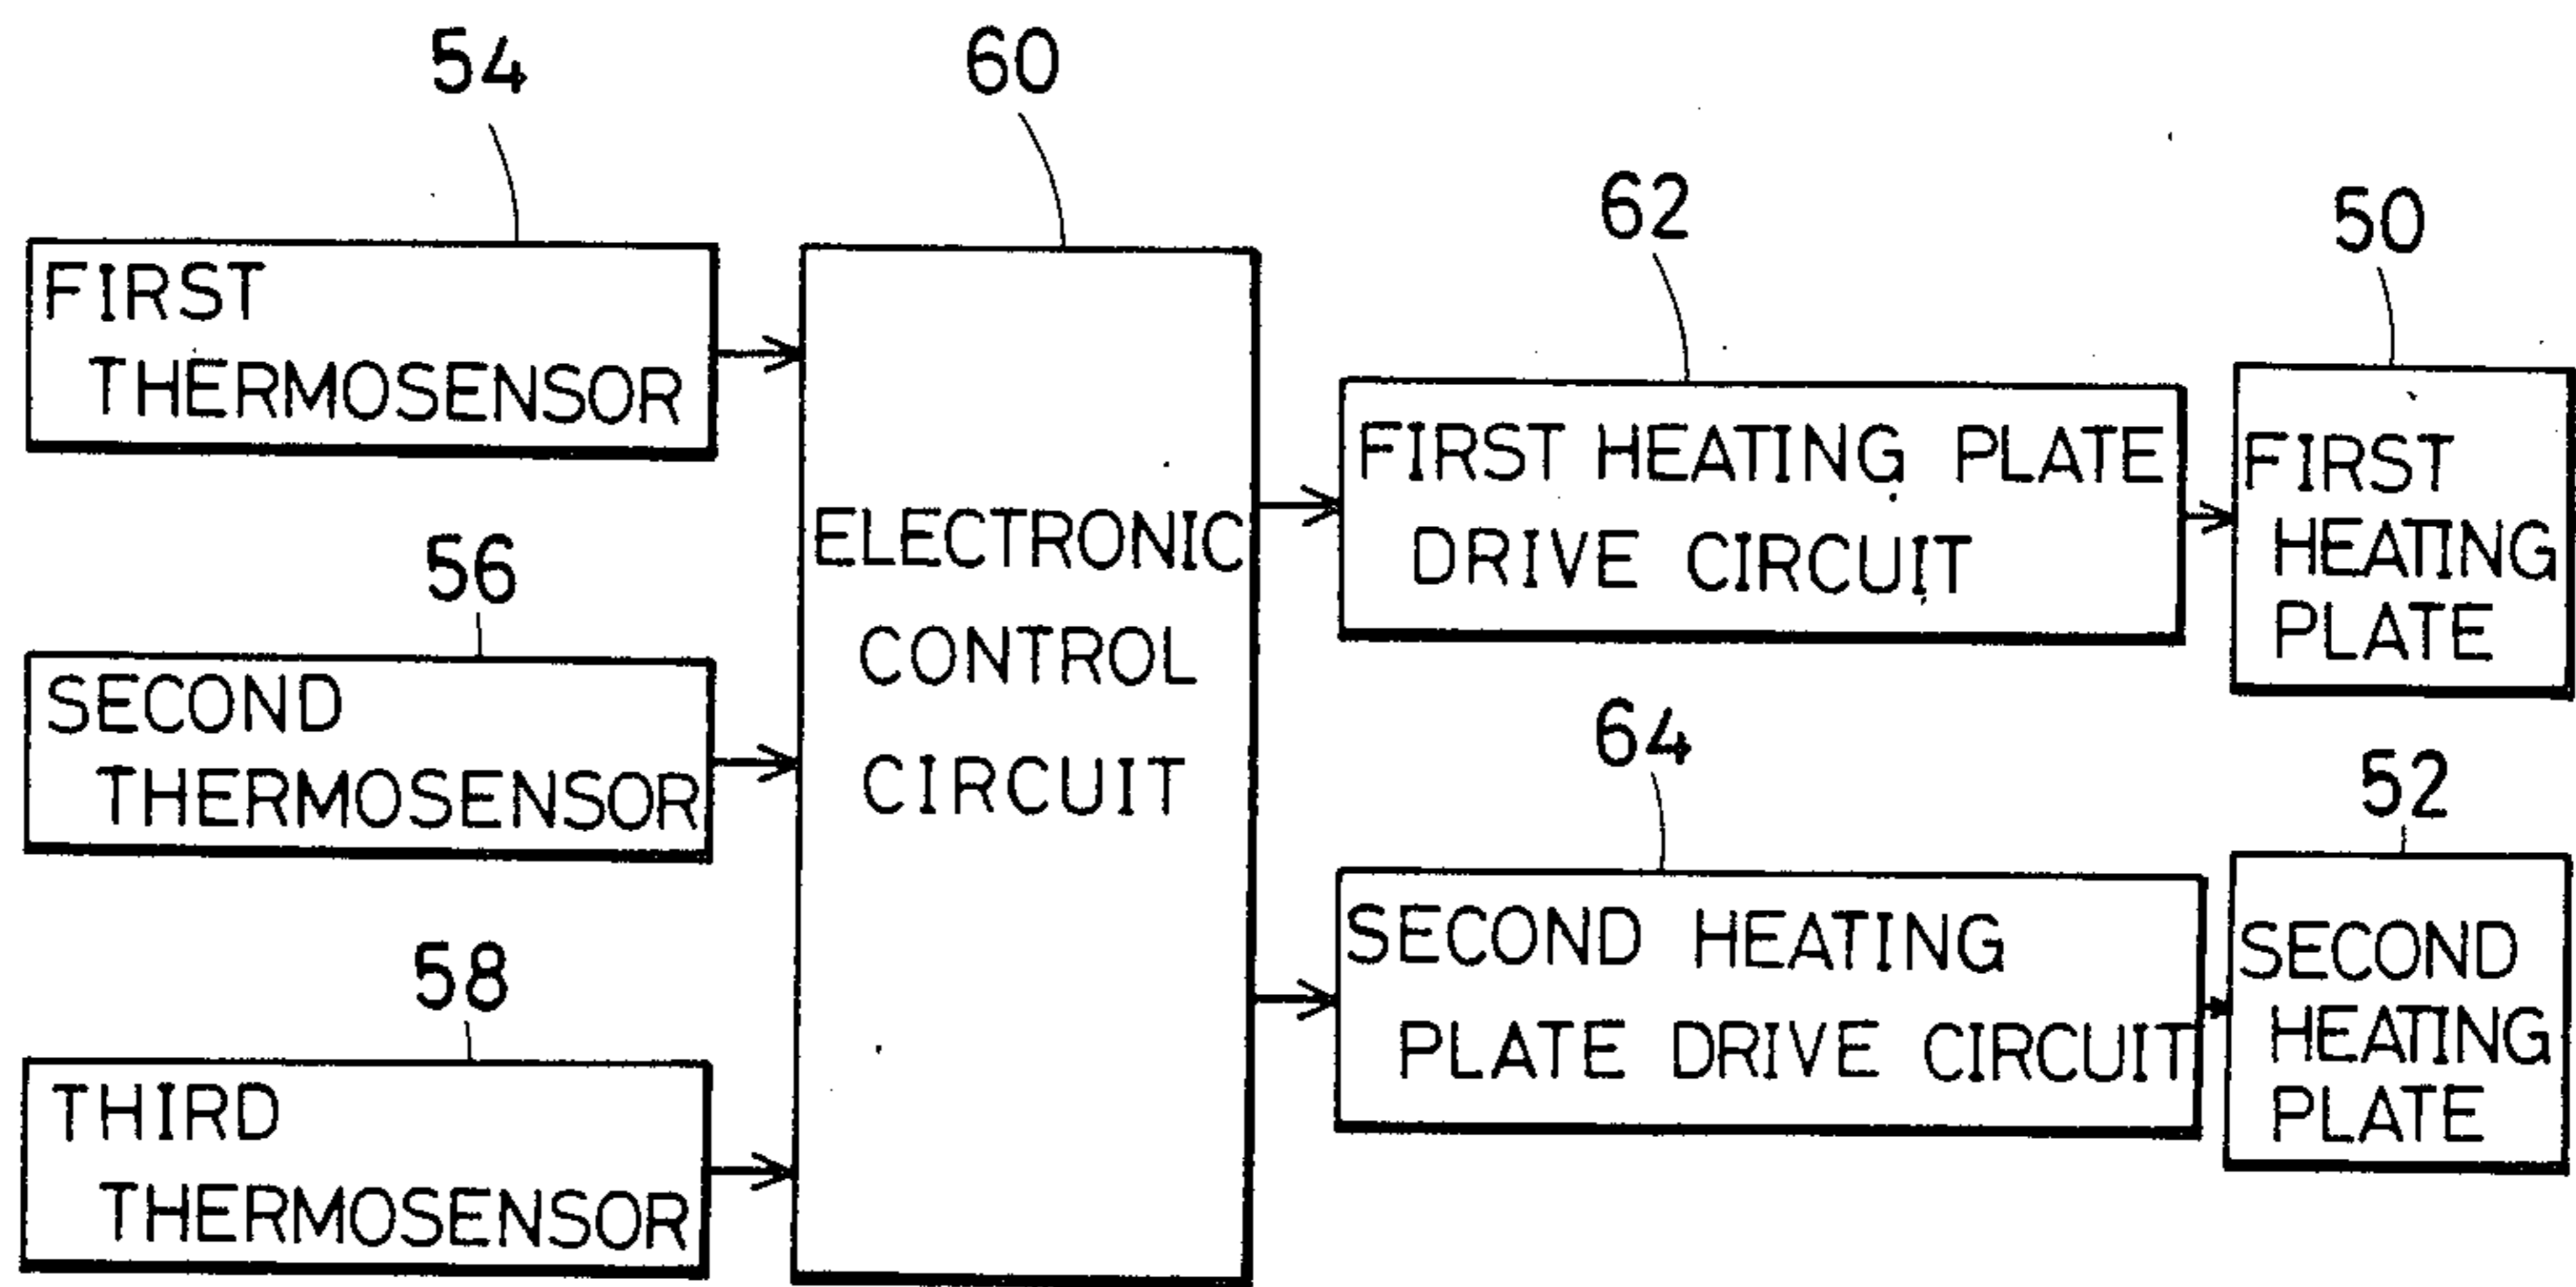 54
FIRST
THERMOSENSOR
56
SECOND
THERMOSENSOR
58
THIRD
THERMOSENSOR
60
ELECTRONIC
CONTROL
CIRCUIT
62
FIRST HEATING PLATE
DRIVE CIRCUIT
64
SECOND HEATING
PLATE DRIVE CIRCUIT
50
FIRST
HEATING
PLATE
52
SECOND
HEATING
PLATE